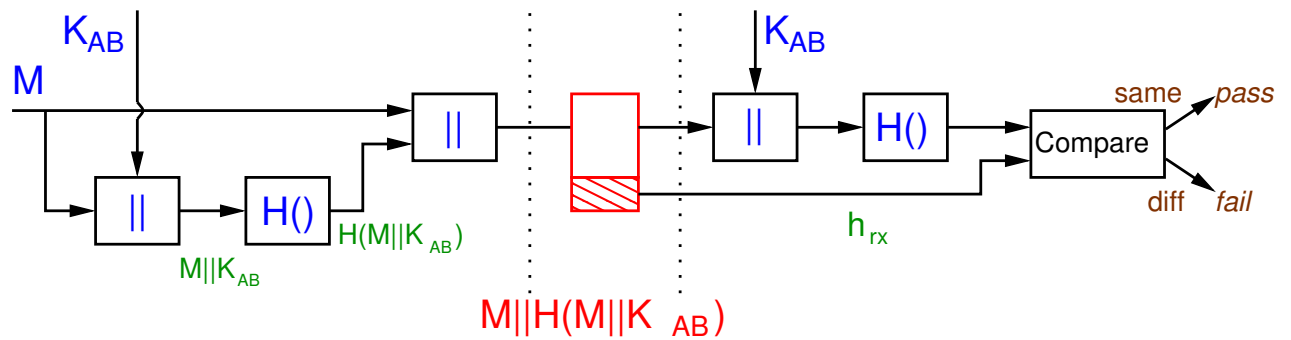 K_AB
M
||
H()
M||K_AB
H(M||K_AB)
||
M||H(M||K_AB)
K_AB
||
H()
h_rx
Compare
same pass
diff fail